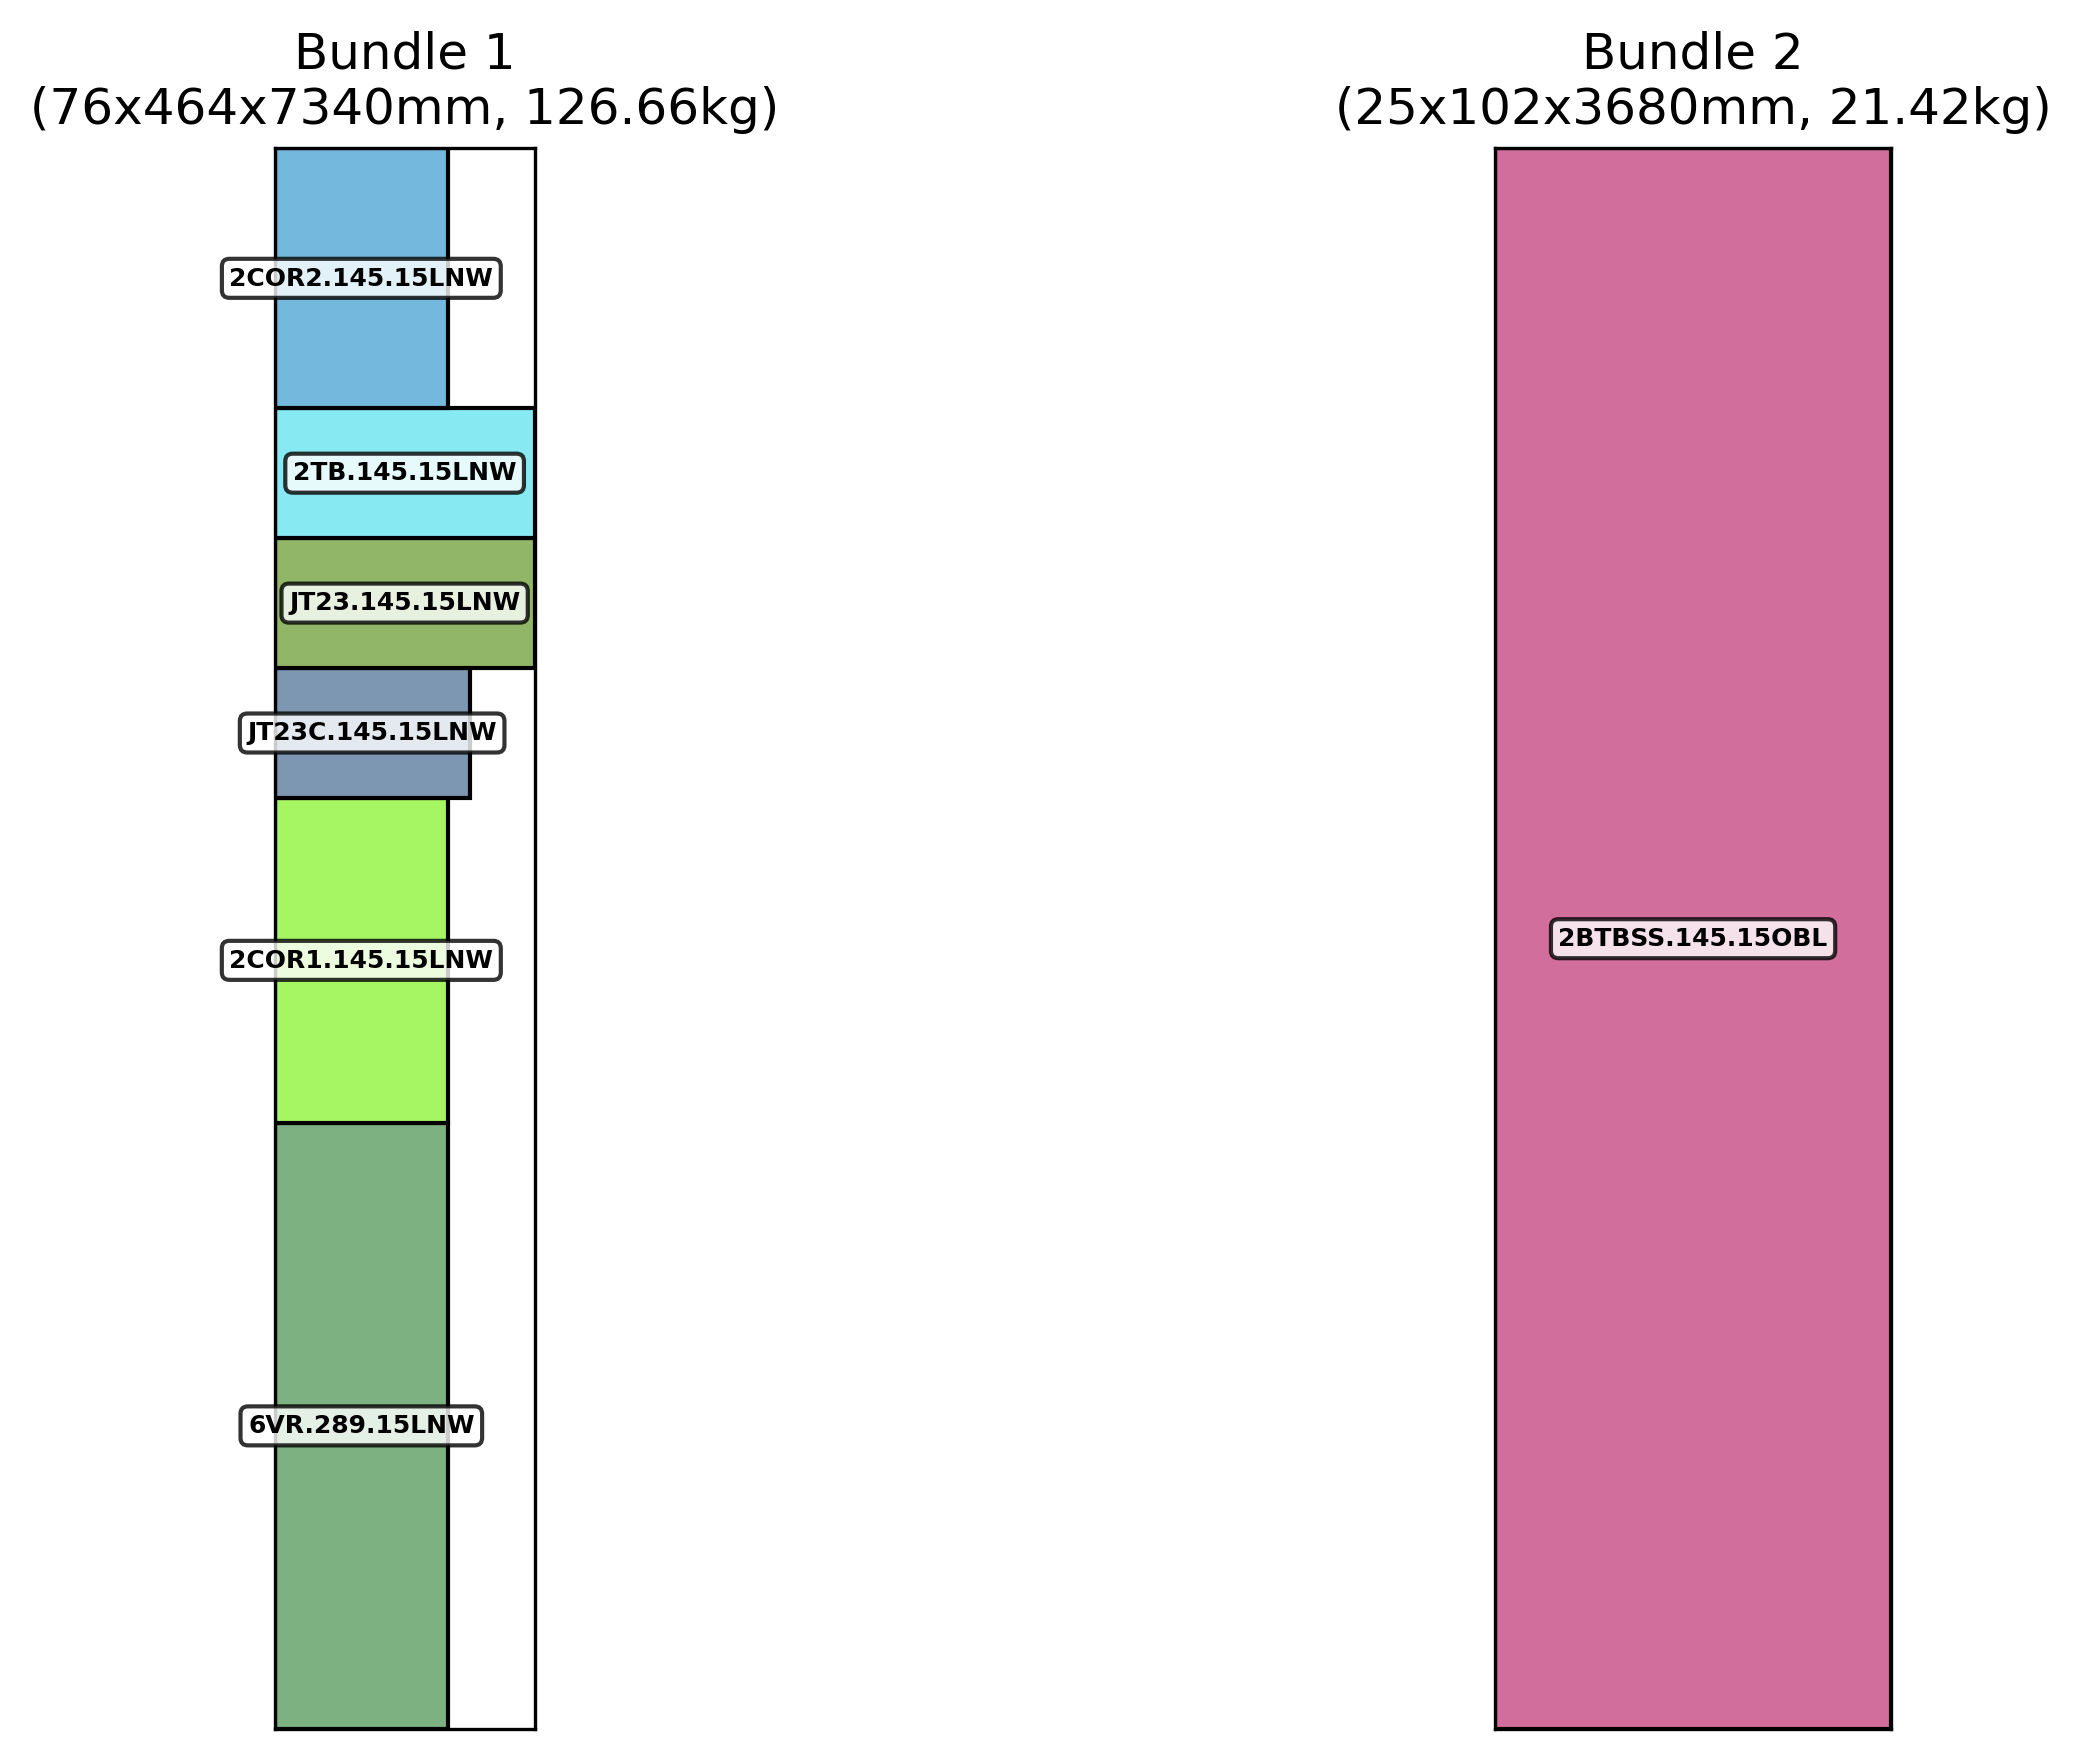 Bundle 1
(76x464x7340mm, 126.66kg)
2COR2.145.15LNW
2TB.145.15LNW
JT23.145.15LNW
JT23C.145.15LNW
2COR1.145.15LNW
6VR.289.15LNW
Bundle 2
(25x102x3680mm, 21.42kg)
2BTBSS.145.15OBL